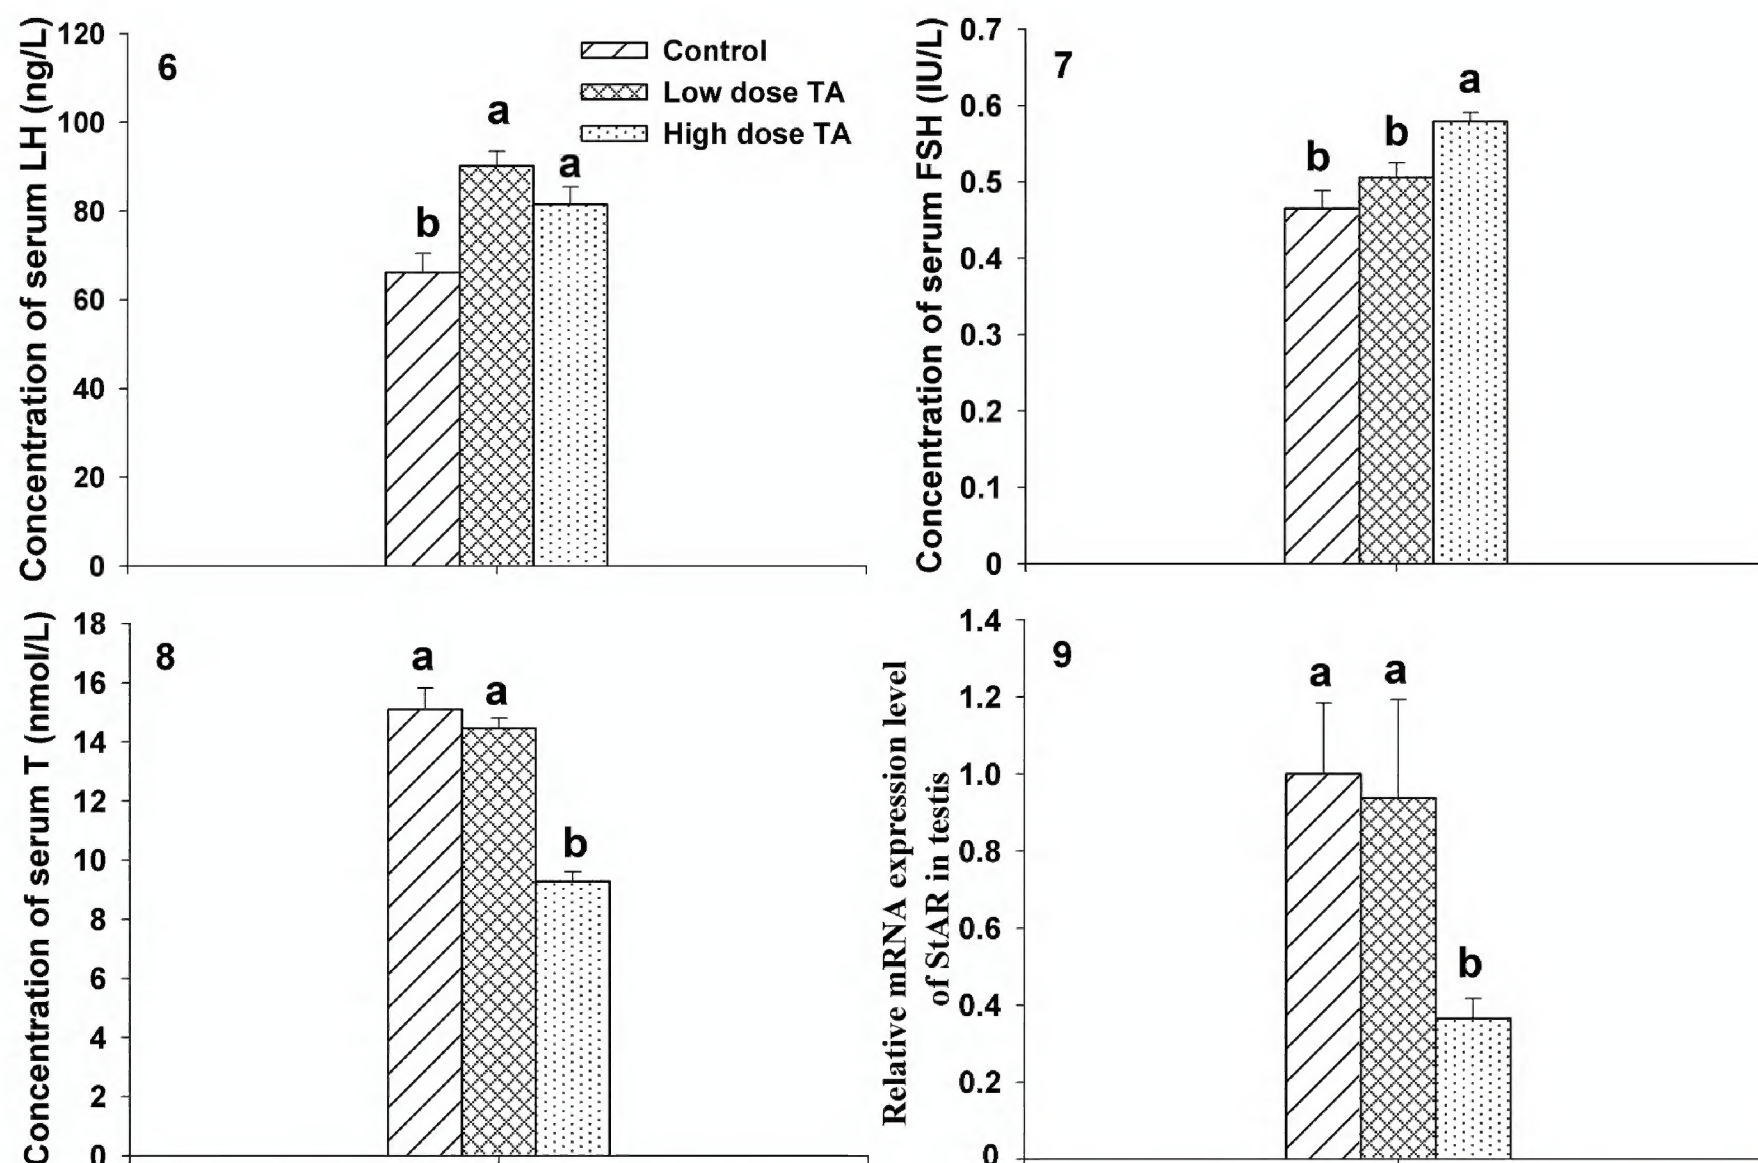 Concentration of serum LH (ng/L)
120
100
80
60
40
20
0
6
Control
Low dose TA
High dose TA
b
a
a
Concentration of serum FSH (IU/L)
0.7
0.6
0.5
0.4
0.3
0.2
0.1
0
7
b
b
a
Concentration of serum T (nmol/L)
18
16
14
12
10
8
6
4
2
0
8
a
a
b
Relative mRNA expression level
of StAR in testis
1.4
1.2
1.0
0.8
0.6
0.4
0.2
0
9
a
a
b